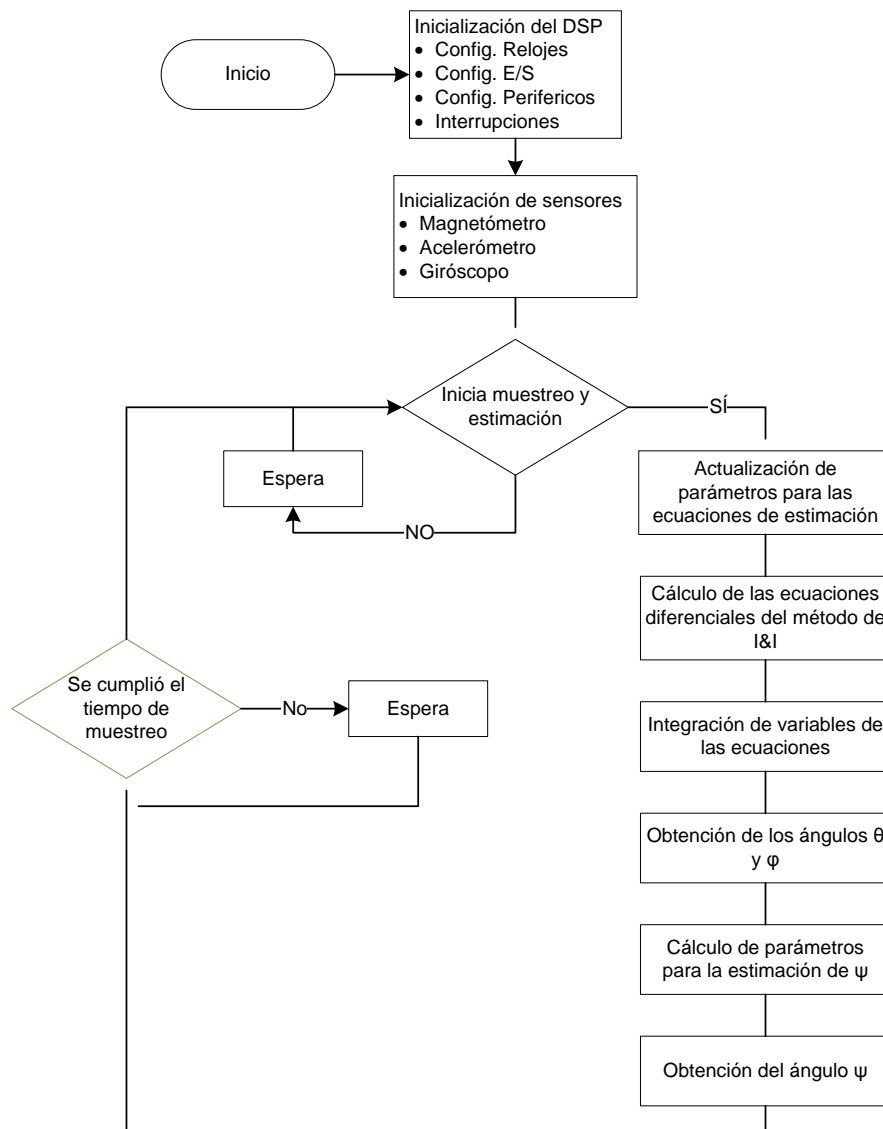 Inicio
Inicialización del DSP
• Config. Relojes
• Config. E/S
• Config. Perifericos
• Interrupciones
Inicialización de sensores
• Magnetómetro
• Acelerómetro
• Giróscopo
Inicia muestreo y
estimación
SÍ
Espera
NO
Actualización de
parámetros para las
ecuaciones de estimación
Cálculo de las ecuaciones
diferenciales del método de
I&I
Se cumplió el
tiempo de
muestreo
No
Espera
Integración de variables de
las ecuaciones
Obtención de los ángulos θ
y φ
Cálculo de parámetros
para la estimación de ψ
Obtención del ángulo ψ